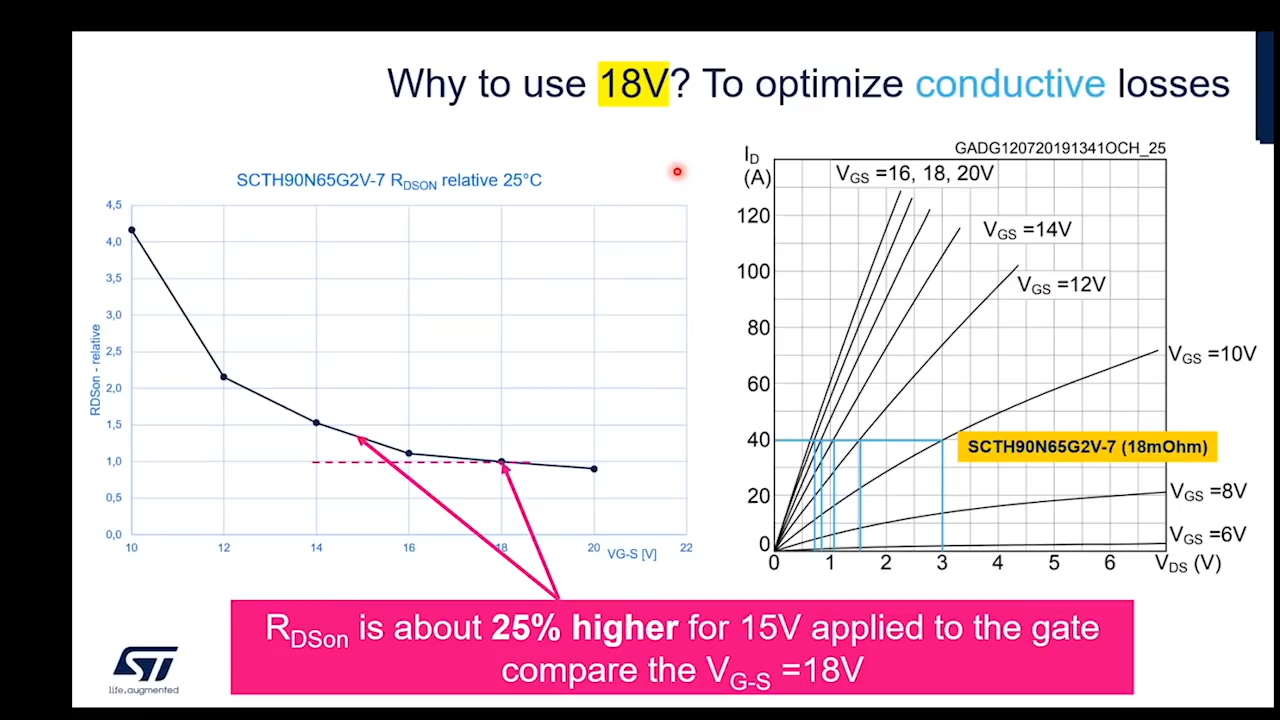 Why to use 18V? To optimize conductive losses
SCTH90N65G2V-7 RDSON relative 25°C
4,5
4,0
3,5
3,0
2,5
2,0
1,5
1,0
0,5
0,0
RDSon - relative
10
12
14
16
18
20
22
VG-S [V]
GADG120720191341OCH_25
ID
(A)
VGS =16, 18, 20V
VGS =14V
VGS =12V
VGS =10V
VGS =8V
VGS =6V
120
100
80
60
40
20
0
SCTH90N65G2V-7 (18mOhm)
0
1
2
3
4
5
6
VDS (V)
RDSon is about 25% higher for 15V applied to the gate
compare the VG-S =18V
ST
life.augmented